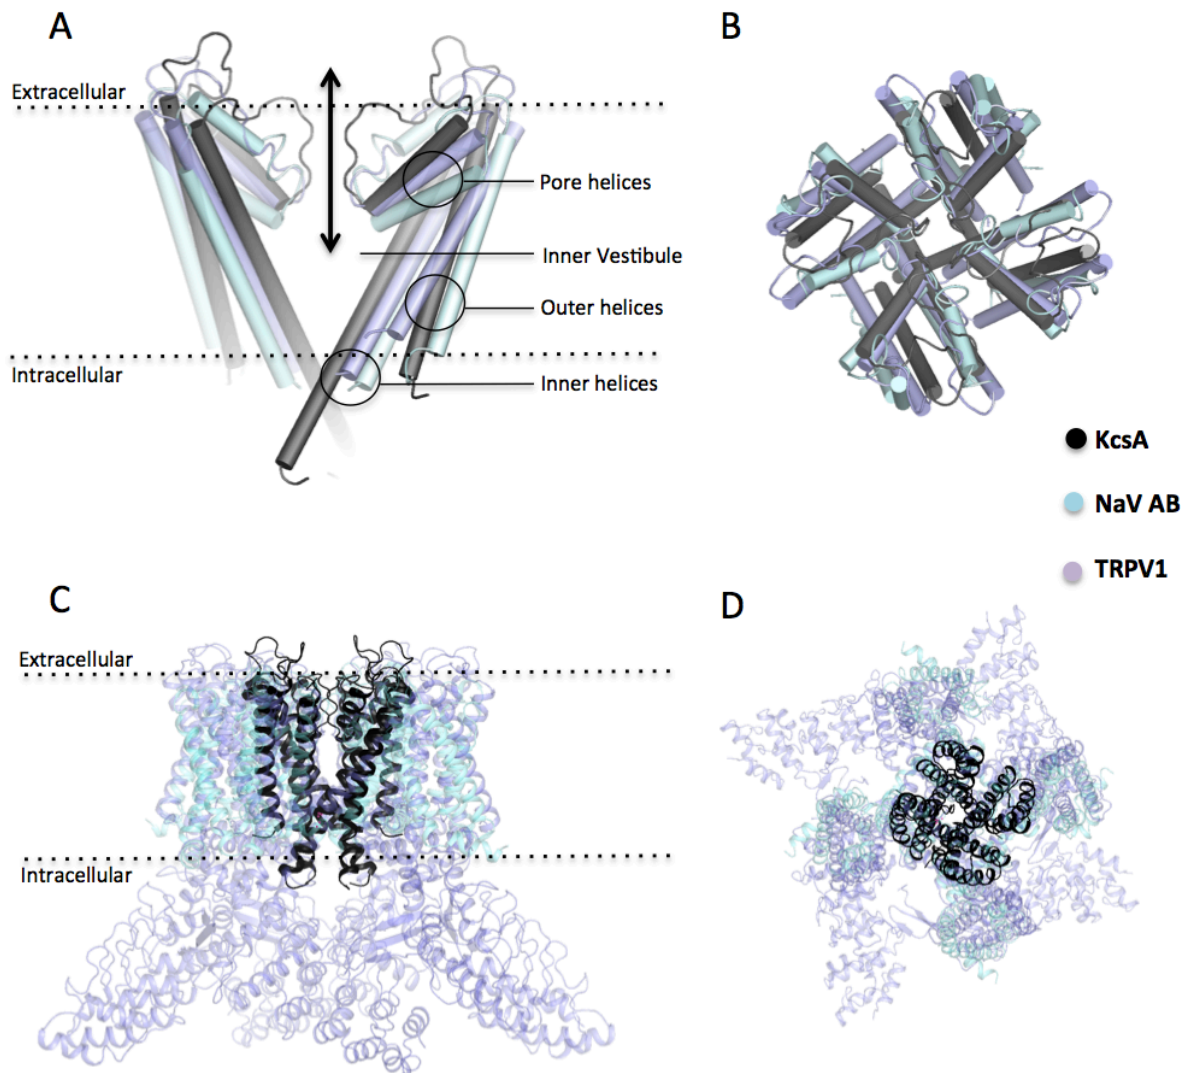 A
B
Extracellular
Pore helices
Inner Vestibule
Outer helices
Intracellular
Inner helices
KcsA
NaV AB
TRPV1
C
D
Extracellular
Intracellular